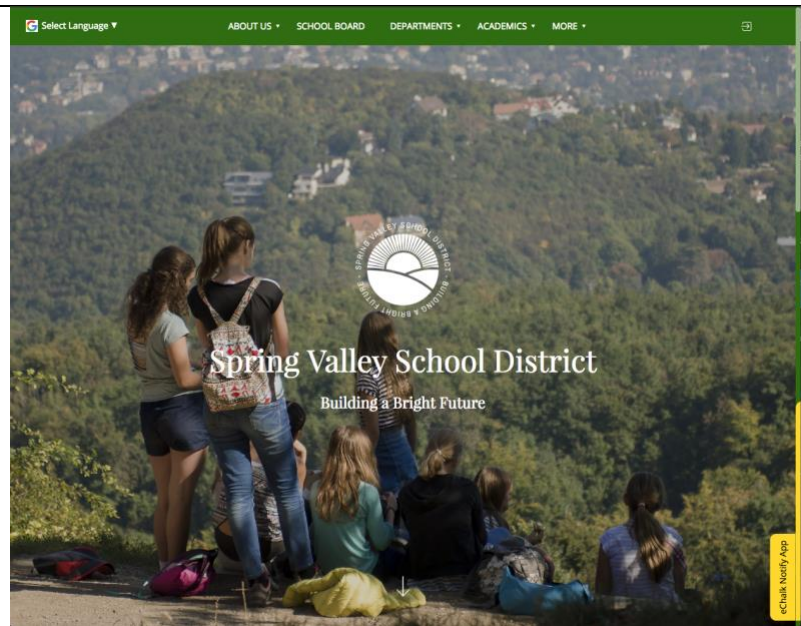 Select Language ▼
ABOUT US
SCHOOL BOARD
DEPARTMENTS
ACADEMICS
MORE
SPRING VALLEY SCHOOL DISTRICT
BUILDING A BRIGHT FUTURE
Spring Valley School District
Building a Bright Future
eChalk Notify App